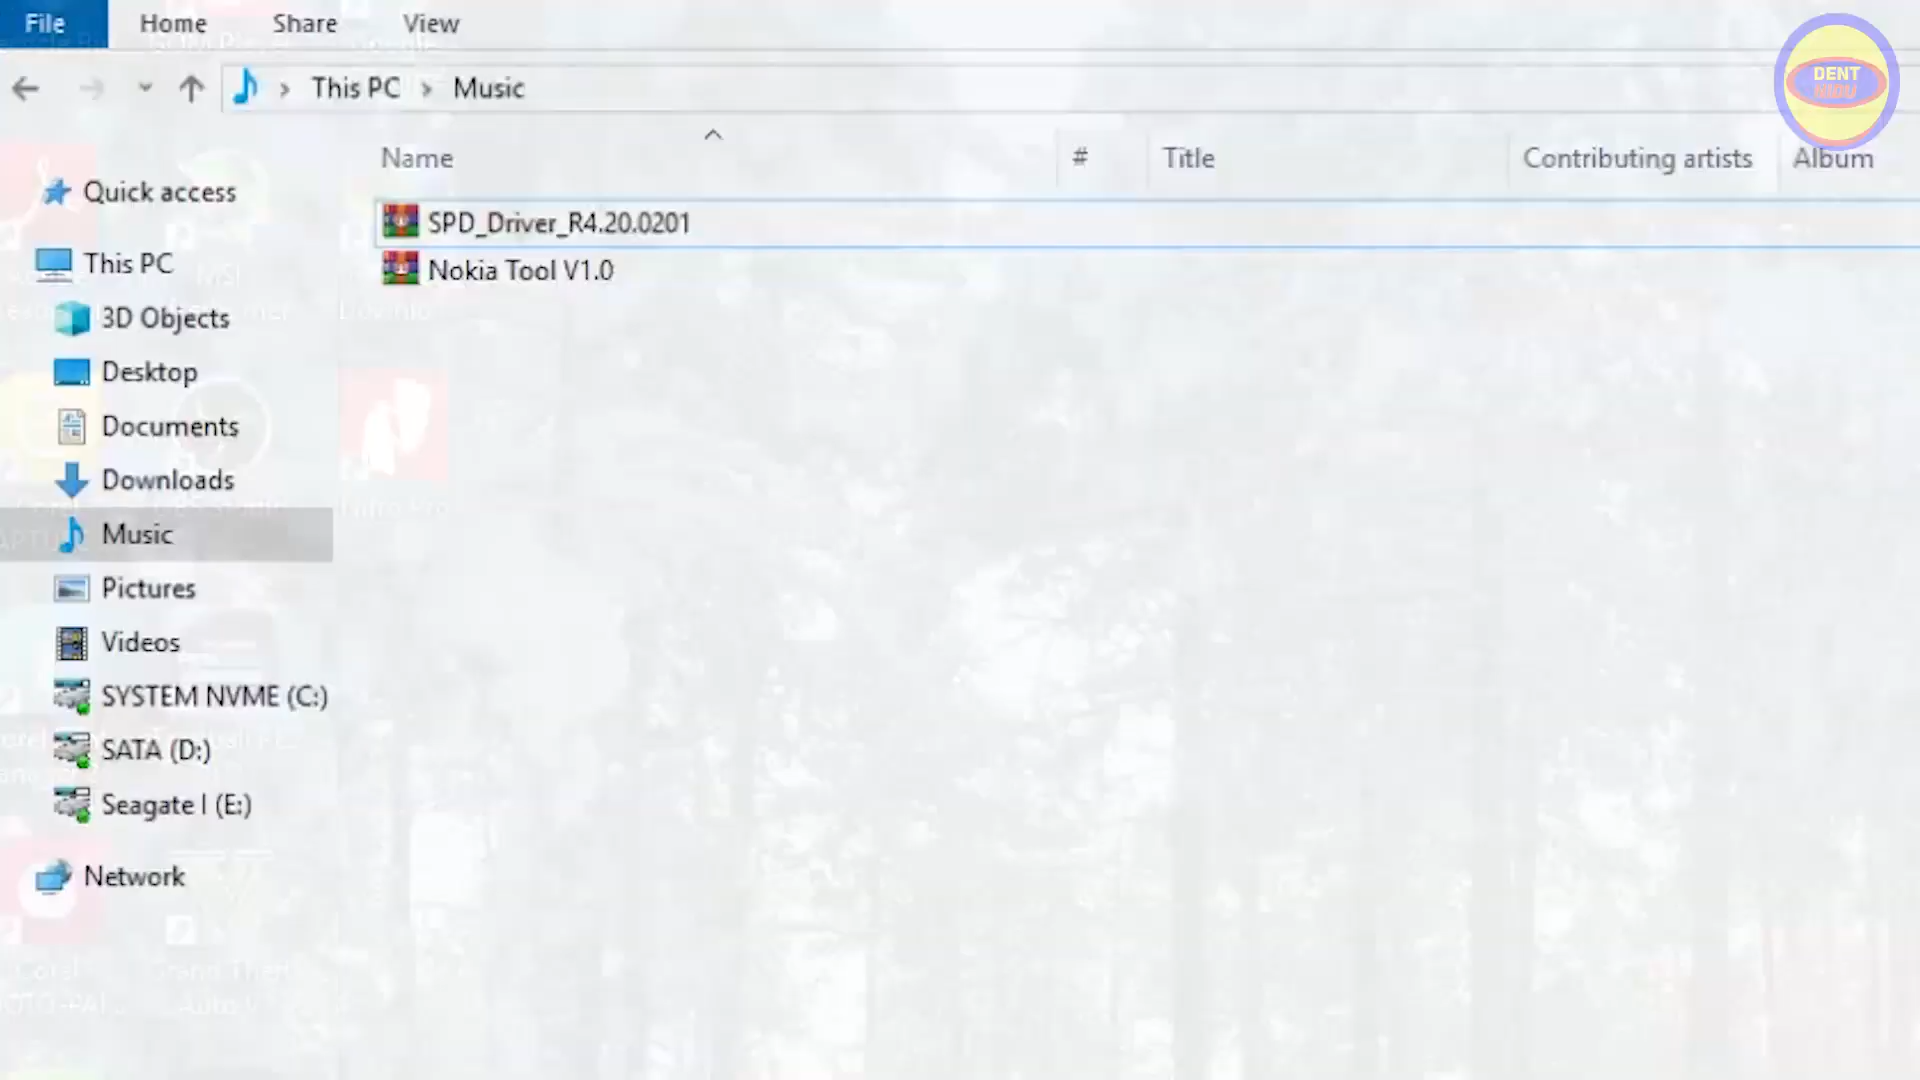 File Home Share View
This PC Music
DENT
NIDU
Name # Title Contributing artists Album
Quick access
SPD_Driver_R4.20.0201
This PC
Nokia Tool V1.0
3D Objects
Desktop
Documents
Downloads
Music
Pictures
Videos
SYSTEM NVME (C:)
SATA (D:)
Seagate l (E:)
Network